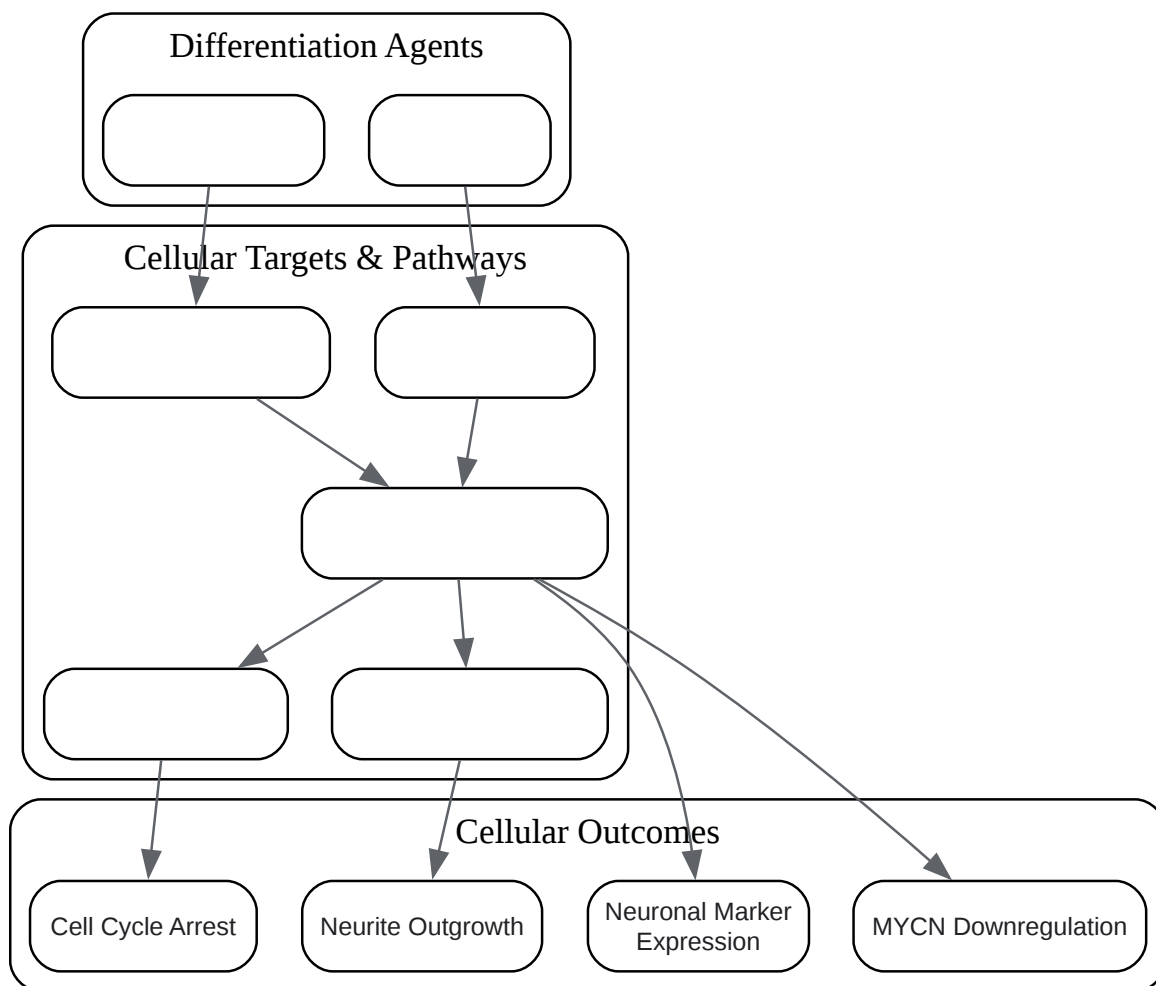 Differentiation Agents
Cellular Targets & Pathways
Cellular Outcomes
Cell Cycle Arrest
Neurite Outgrowth
Neuronal Marker
Expression
MYCN Downregulation